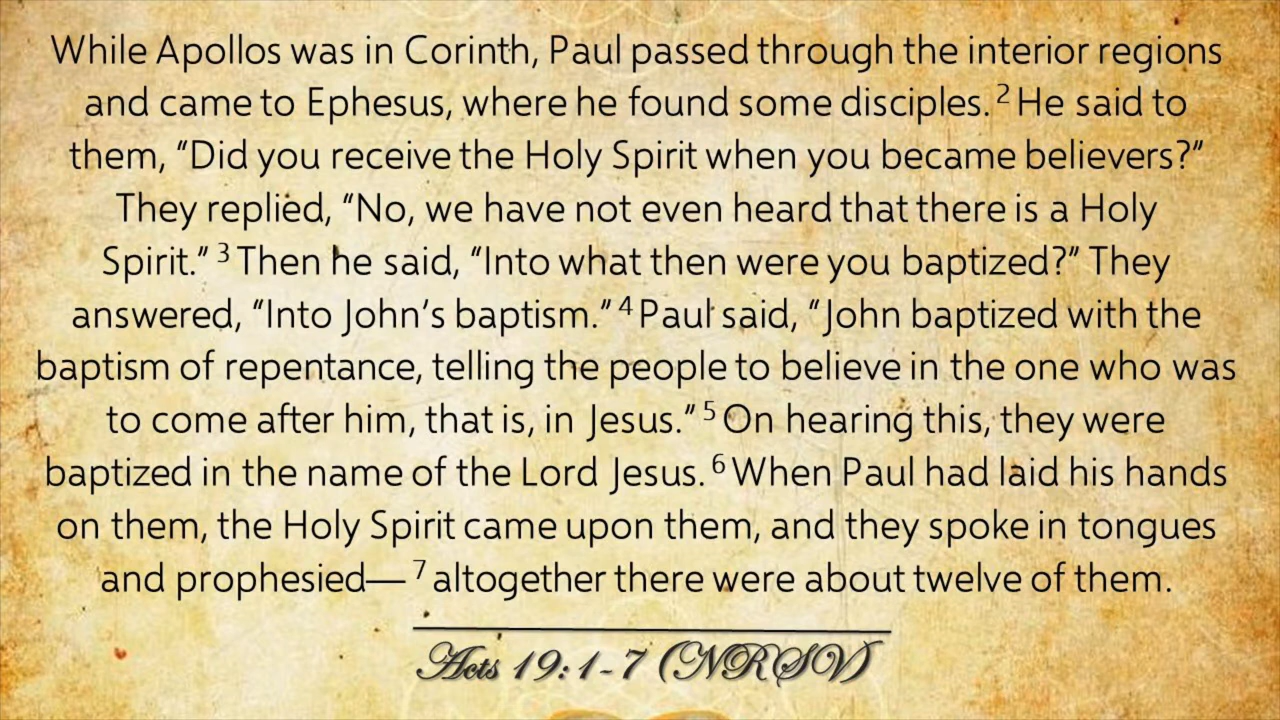 While Apollos was in Corinth, Paul passed through the interior regions
and came to Ephesus, where he found some disciples. ² He said to
them, “Did you receive the Holy Spirit when you became believers?”
They replied, “No, we have not even heard that there is a Holy
Spirit.” ³ Then he said, “Into what then were you baptized?” They
answered, “Into John’s baptism.” ⁴ Paul said, “John baptized with the
baptism of repentance, telling the people to believe in the one who was
to come after him, that is, in Jesus.” ⁵ On hearing this, they were
baptized in the name of the Lord Jesus. ⁶ When Paul had laid his hands
on them, the Holy Spirit came upon them, and they spoke in tongues
and prophesied— ⁷ altogether there were about twelve of them.
Acts 19:1-7 (NRSV)